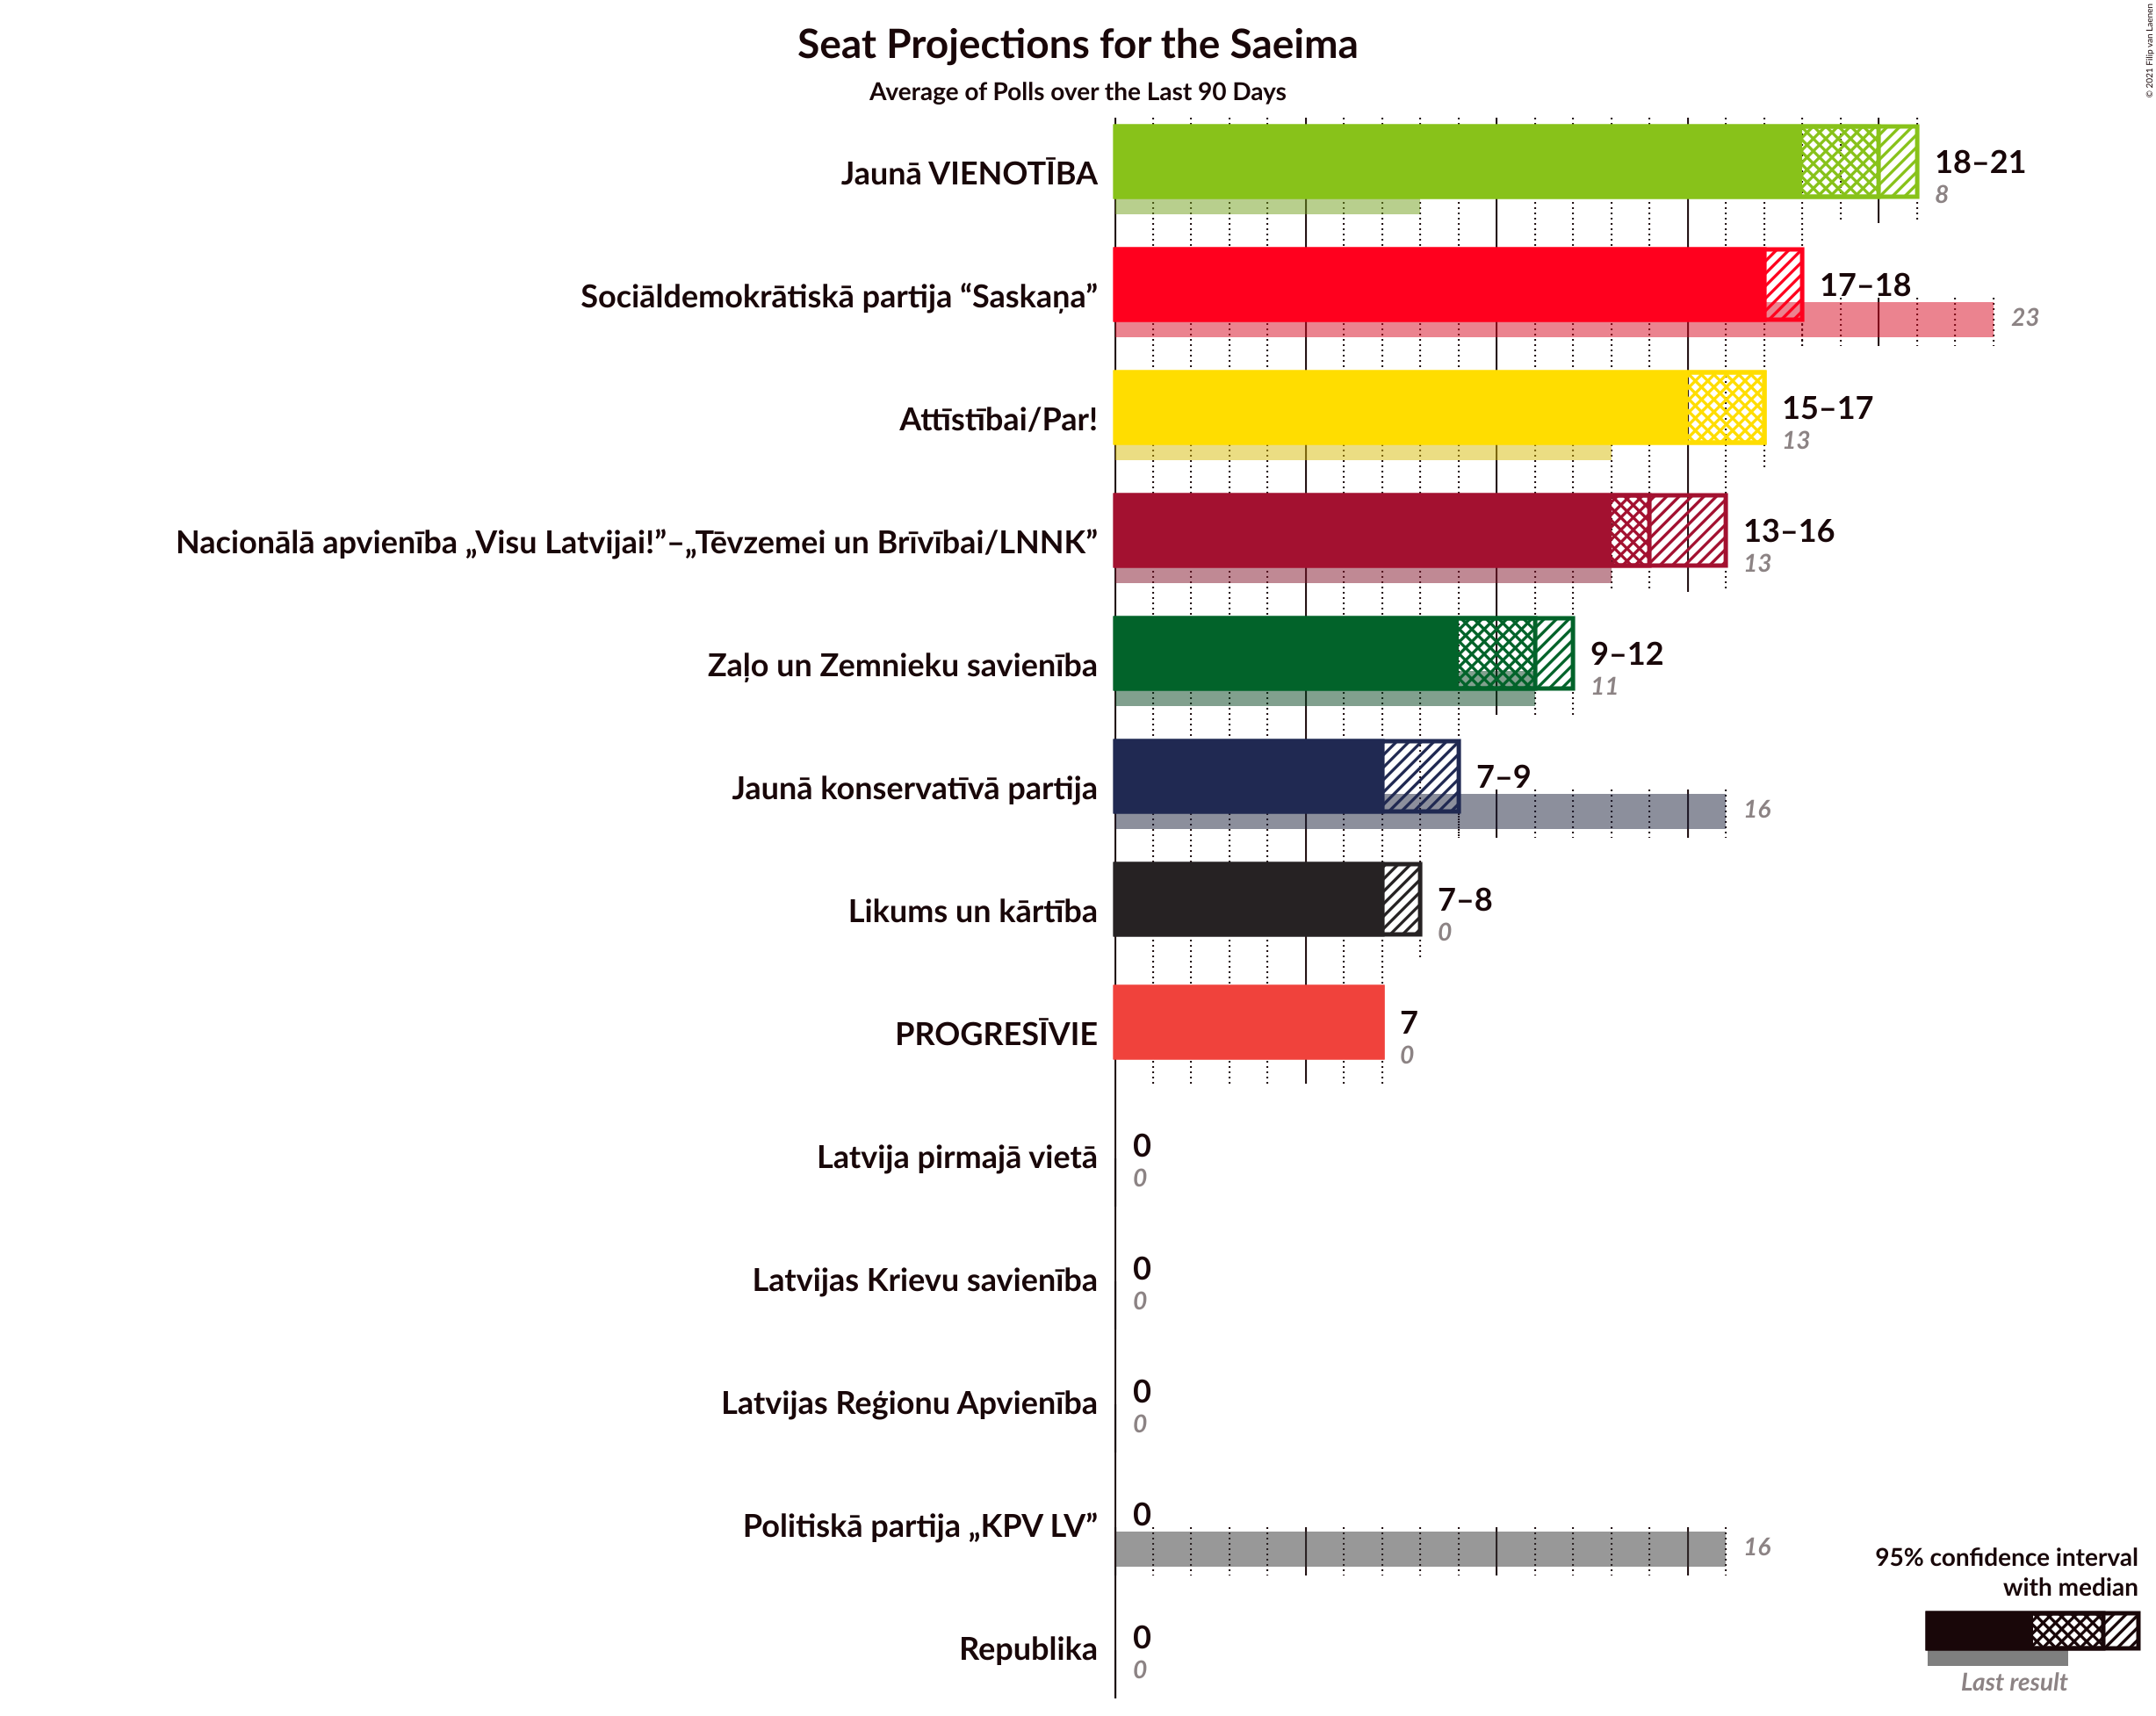 Seat Projections for the Saeima
Average of Polls over the Last 90 Days
© 2021 Filip van Laenen
Jaunā VIENOTĪBA
18–21
8
Sociāldemokrātiskā partija “Saskaņa”
17–18
23
Attīstībai/Par!
15–17
13
Nacionālā apvienība „Visu Latvijai!”–„Tēvzemei un Brīvībai/LNNK”
13–16
13
Zaļo un Zemnieku savienība
9–12
11
Jaunā konservatīvā partija
7–9
16
Likums un kārtība
7–8
0
PROGRESĪVIE
7
0
Latvija pirmajā vietā
0
0
Latvijas Krievu savienība
0
0
Latvijas Reģionu Apvienība
0
0
Politiskā partija „KPV LV”
0
16
Republika
0
0
95% confidence interval
with median
Last result